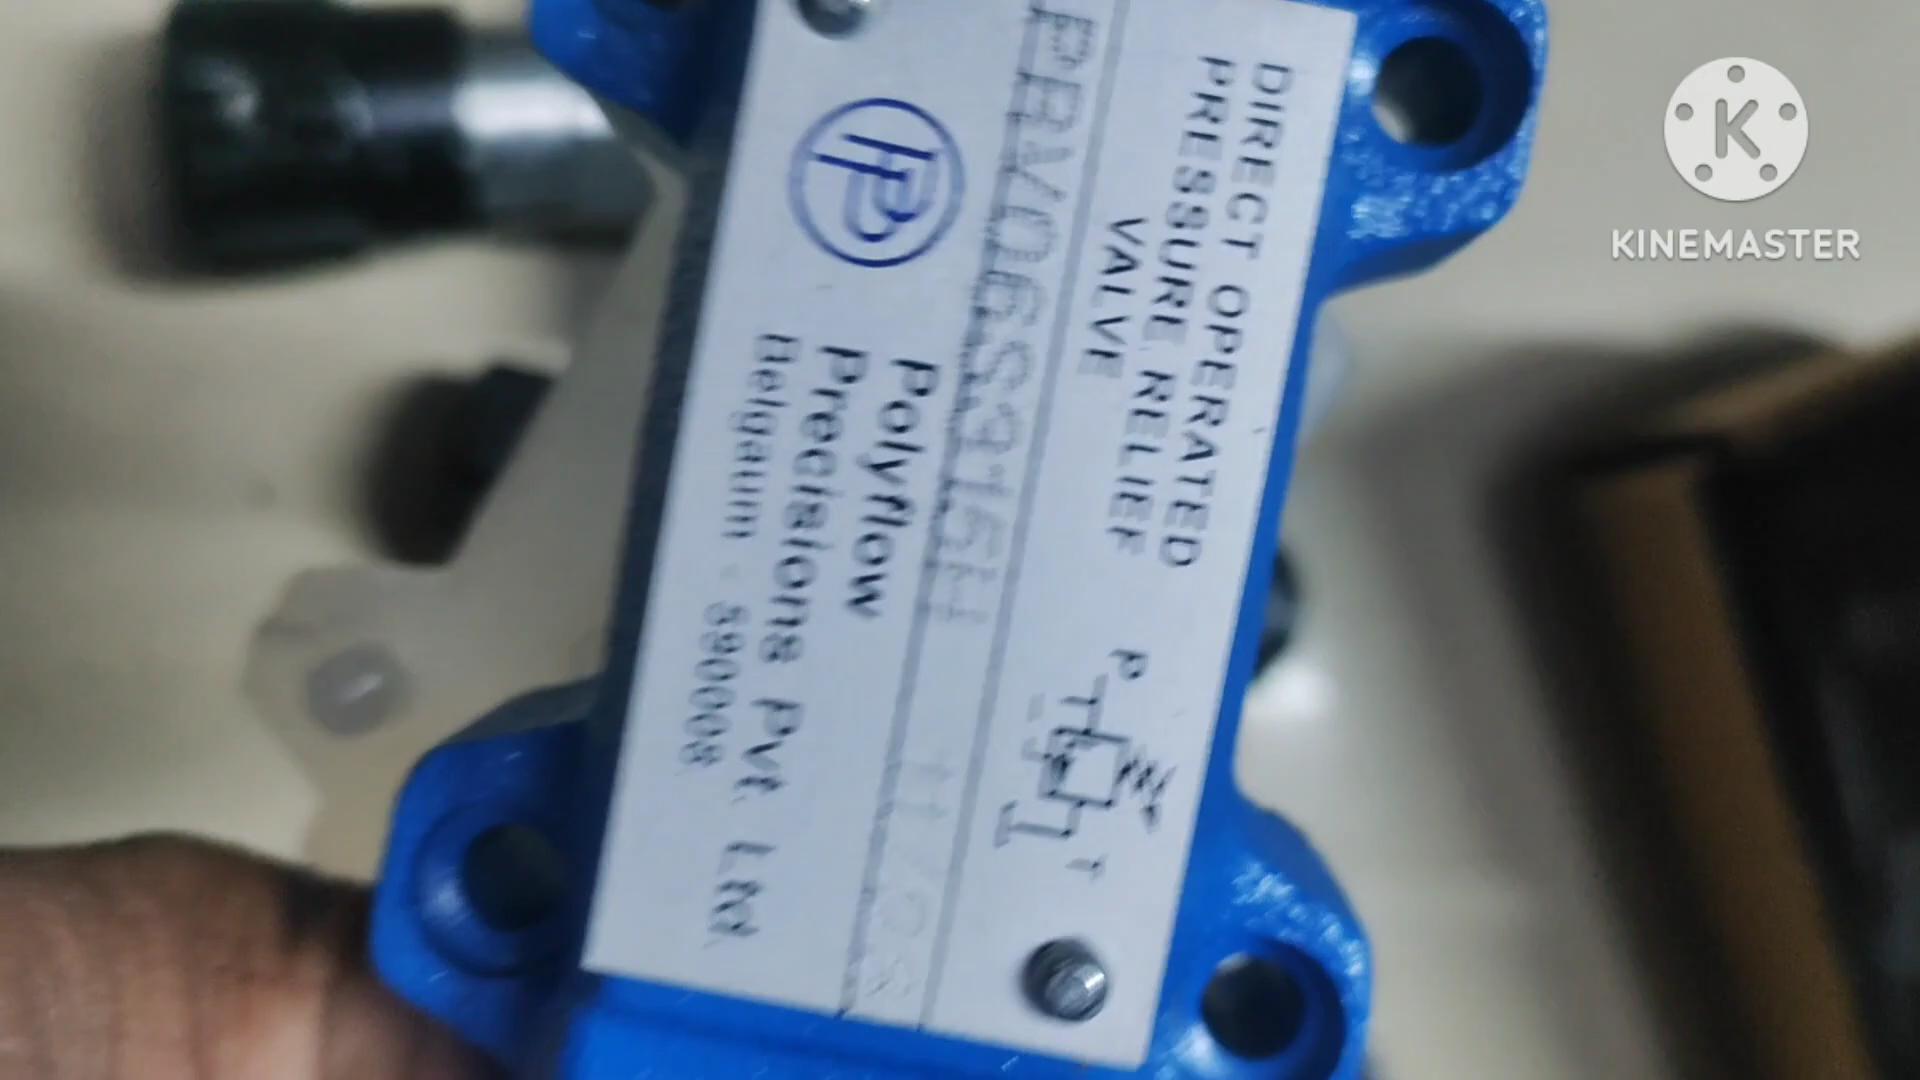 DIRECT OPERATED
PRESSURE RELIEF
VALVE
P
T
Polyflow
Precisions Pvt. Ltd.
Belgaum - 590008
KINEMASTER